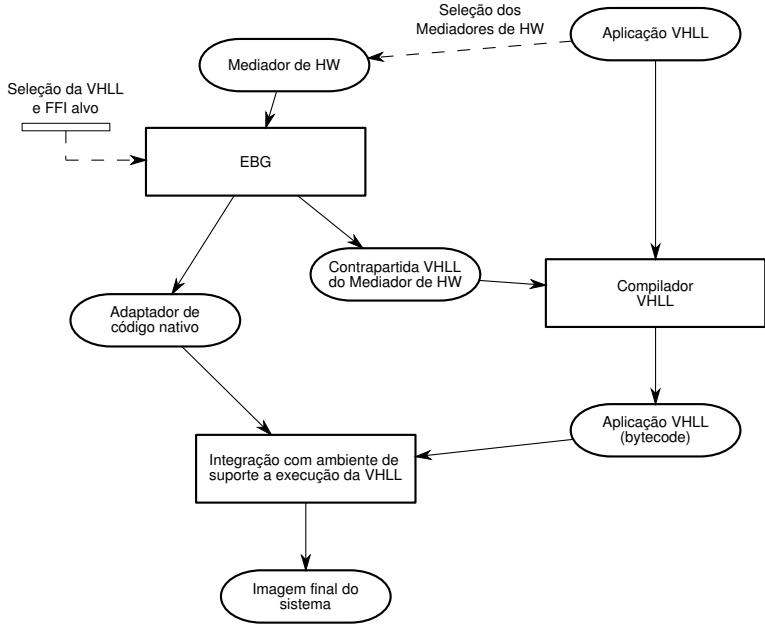 Seleção dos
Mediadores de HW
Aplicação VHLL
Mediador de HW
Seleção da VHLL
e FFI alvo
EBG
Contrapartida VHLL
do Mediador de HW
Compilador
VHLL
Adaptador de
código nativo
Aplicação VHLL
(bytecode)
Integração com ambiente de
suporte a execução da VHLL
Imagem final do
sistema